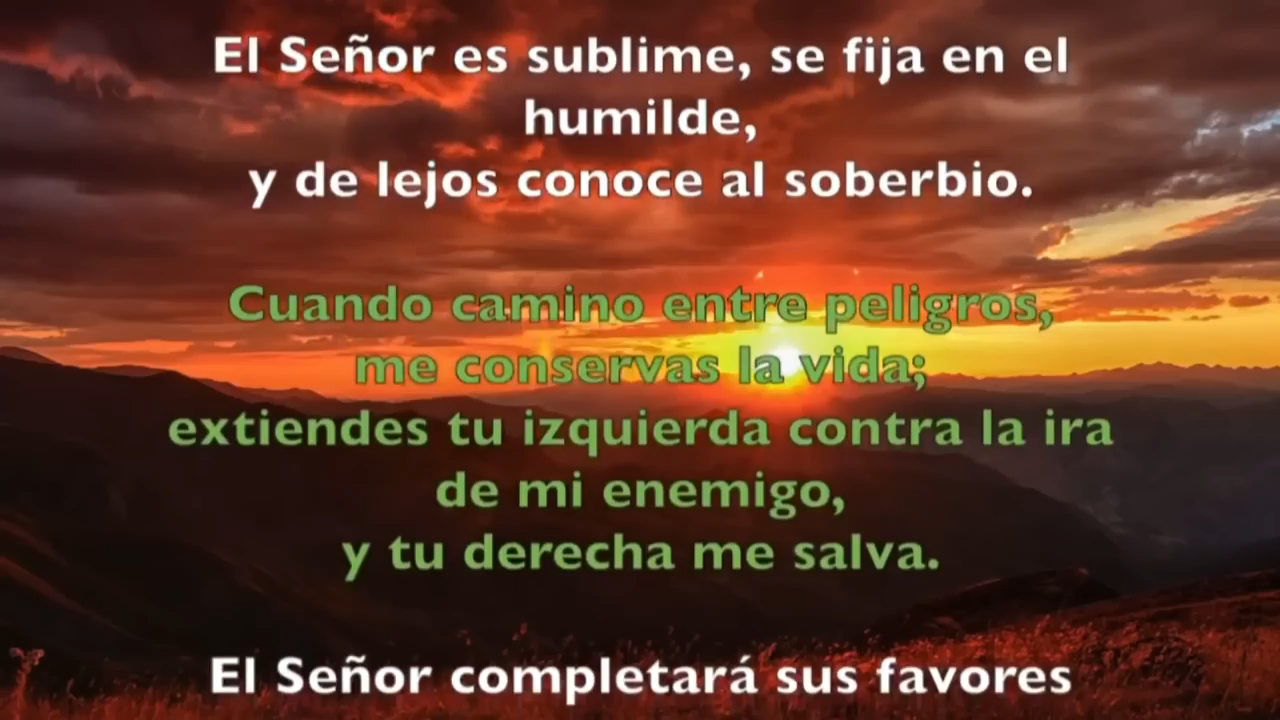 El Señor es sublime, se fija en el
humilde,
y de lejos conoce al soberbio.
Cuando camino entre peligros,
me conservas la vida;
extiendes tu izquierda contra la ira
de mi enemigo,
y tu derecha me salva.
El Señor completará sus favores